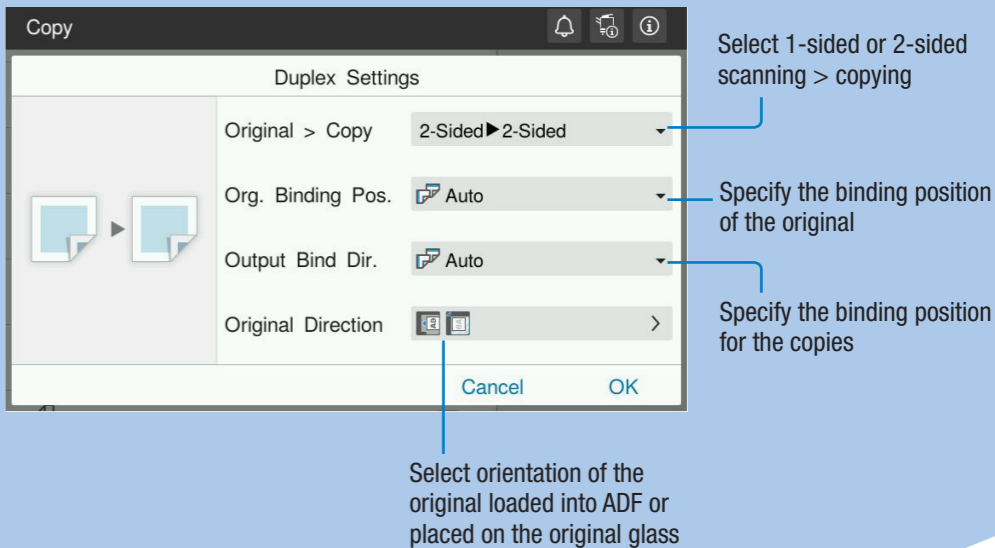 Copy
Duplex Settings
Original > Copy
2-Sided▶2-Sided
Org. Binding Pos.
Auto
Output Bind Dir.
Auto
Original Direction
Cancel
OK
Select 1-sided or 2-sided
scanning > copying
Specify the binding position
of the original
Specify the binding position
for the copies
Select orientation of the
original loaded into ADF or
placed on the original glass